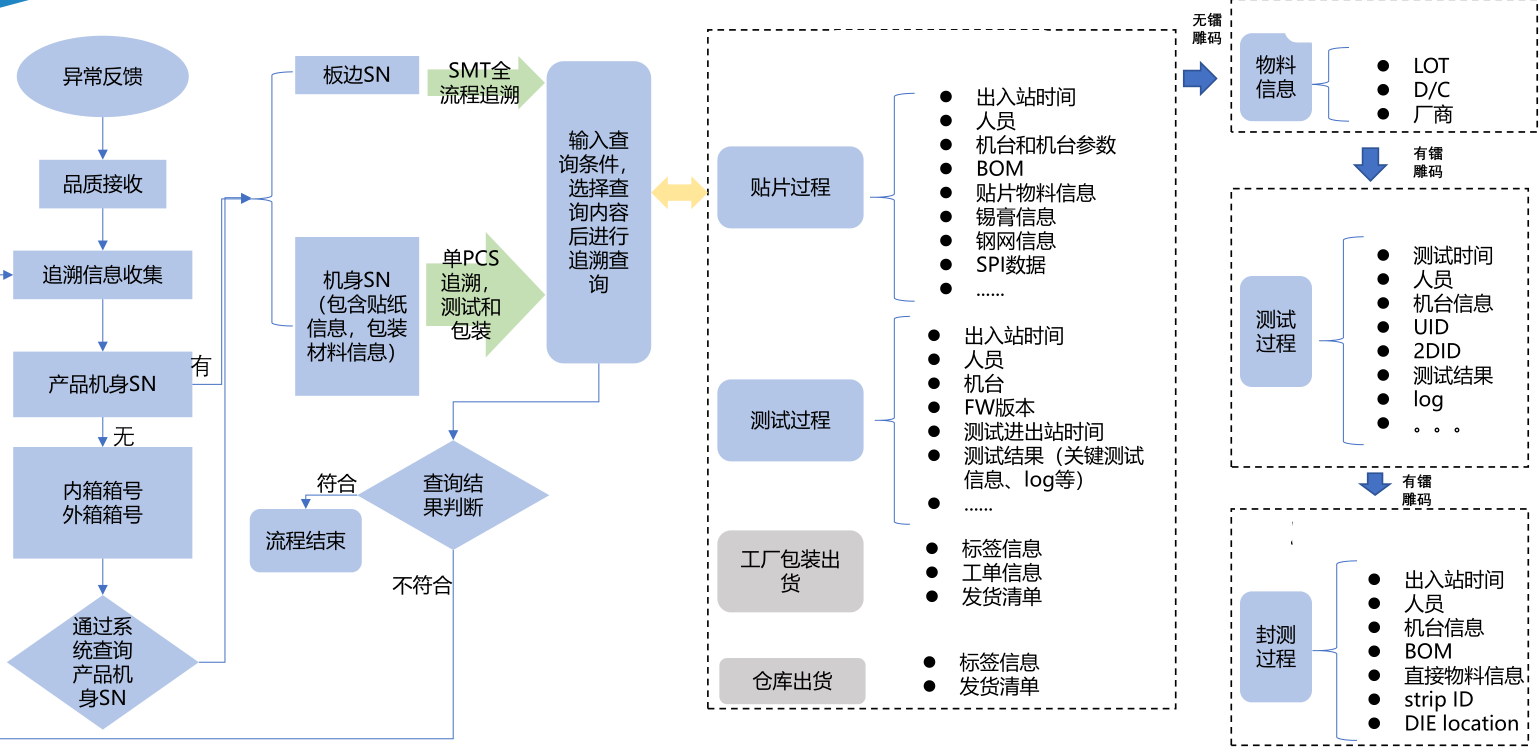 异常反馈
品质接收
追溯信息收集
产品机身SN
有
无
内箱箱号
外箱箱号
通过系
统查询
产品机
身SN
板边SN
机身SN
（包含贴纸
信息，包装
材料信息）
SMT全
流程追溯
单PCS
追溯，
测试和
包装
输入查
询条件，
选择查
询内容
后进行
追溯查
询
查询结
果判断
符合
流程结束
不符合
贴片过程
● 出入站时间
● 人员
● 机台和机台参数
● BOM
● 贴片物料信息
● 锡膏信息
● 钢网信息
● SPI数据
● ......
测试过程
● 出入站时间
● 人员
● 机台
● FW版本
● 测试进出站时间
● 测试结果（关键测试
信息、log等）
● ......
工厂包装出
货
● 标签信息
● 工单信息
● 发货清单
仓库出货
● 标签信息
● 发货清单
无镭
雕码
物料
信息
● LOT
● D/C
● 厂商
有镭
雕码
测试
过程
● 测试时间
● 人员
● 机台信息
● UID
● 2DID
● 测试结果
● log
● 。。。
有镭
雕码
封测
过程
● 出入站时间
● 人员
● 机台信息
● BOM
● 直接物料信息
● strip ID
● DIE location